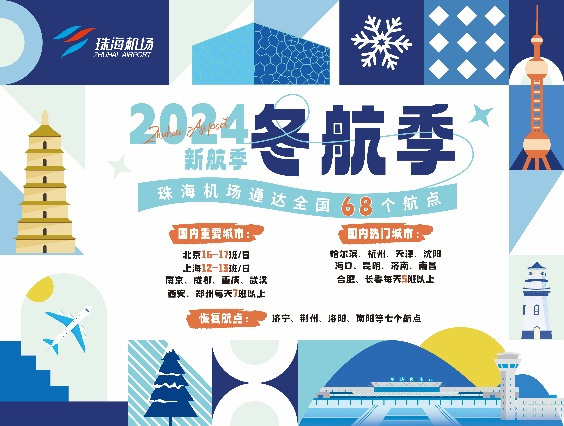 珠海机场
ZHUHAI AIRPORT
2024
Zhuhai Airport
新航季
冬航季
珠海机场通达全国68个航点
国内重要城市：
北京16-17班/日
上海12-13班/日
南京、成都、重庆、武汉
西安、郑州每天7班以上
国内热门城市：
哈尔滨、杭州、天津、沈阳
海口、昆明、济南、南昌
合肥、长春每天5班以上
恢复航点：
济宁、荆州、洛阳、南阳等七个航点